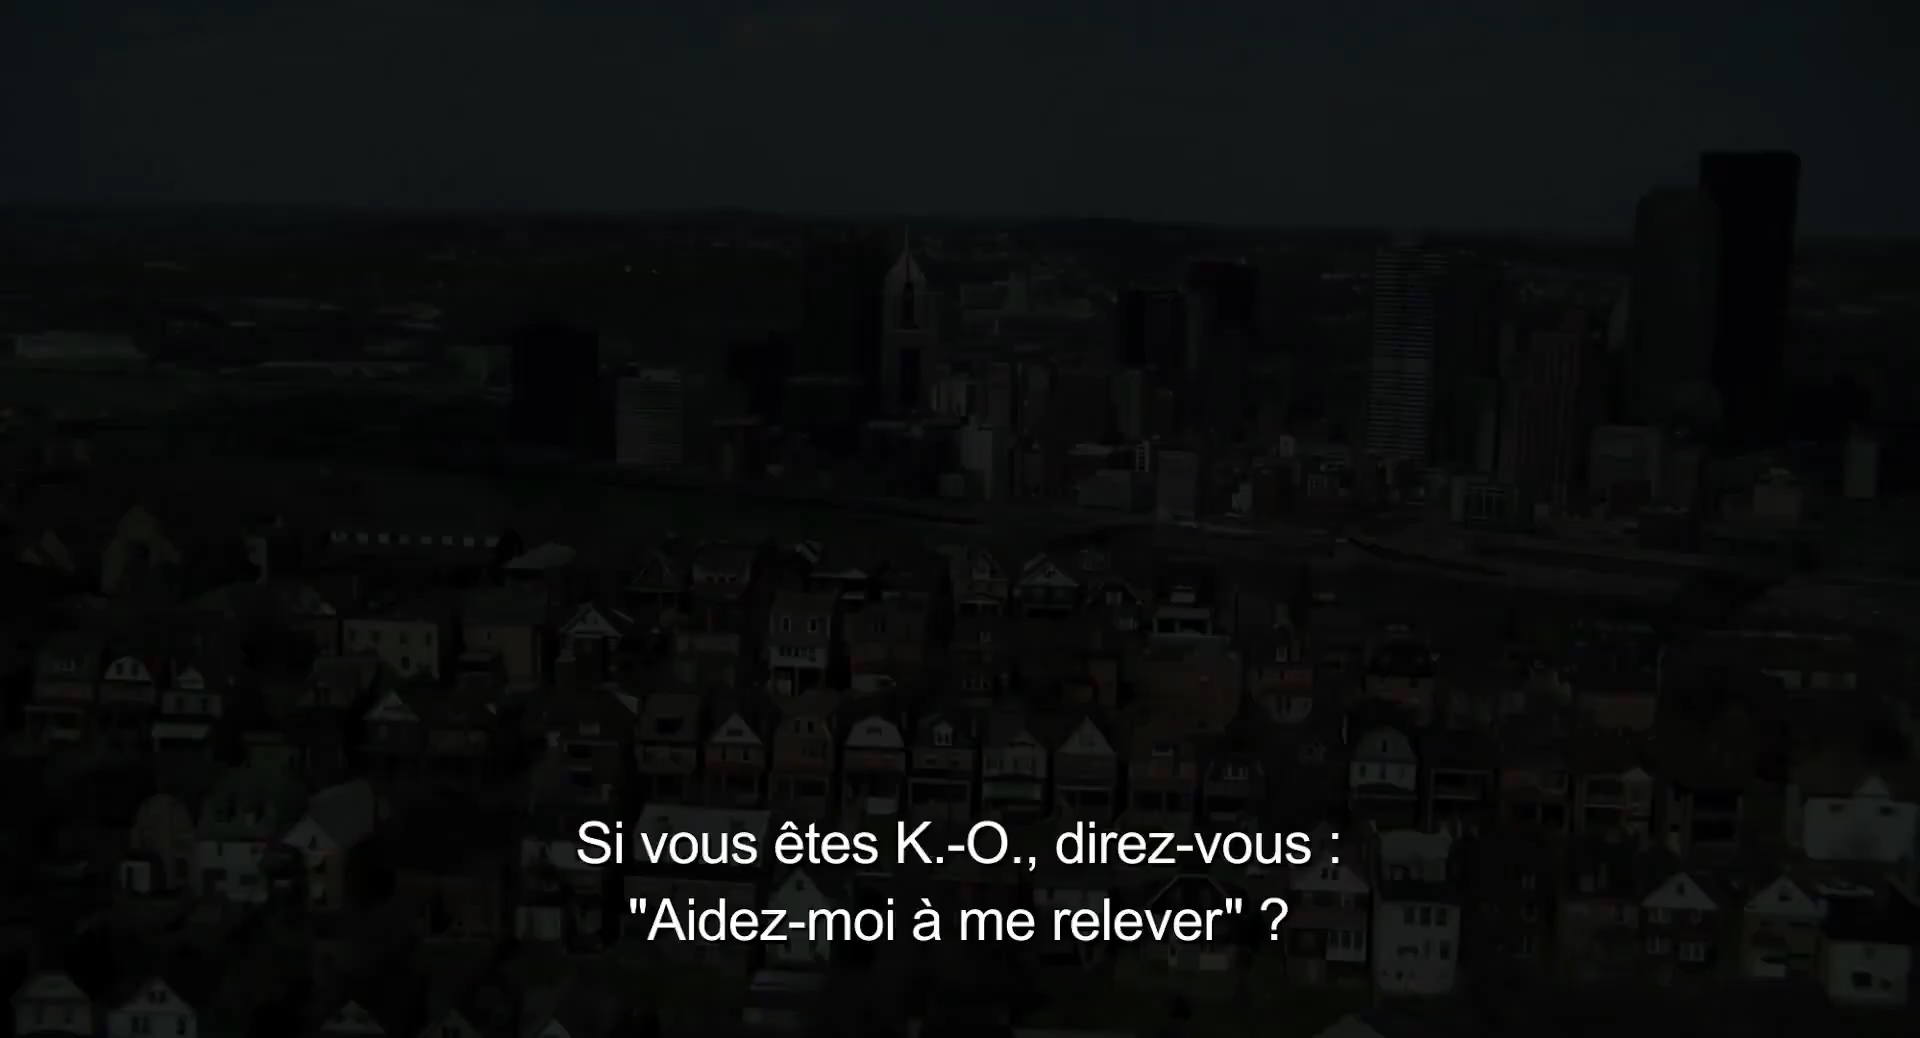 Si vous êtes K.-O., direz-vous :
"Aidez-moi à me relever" ?